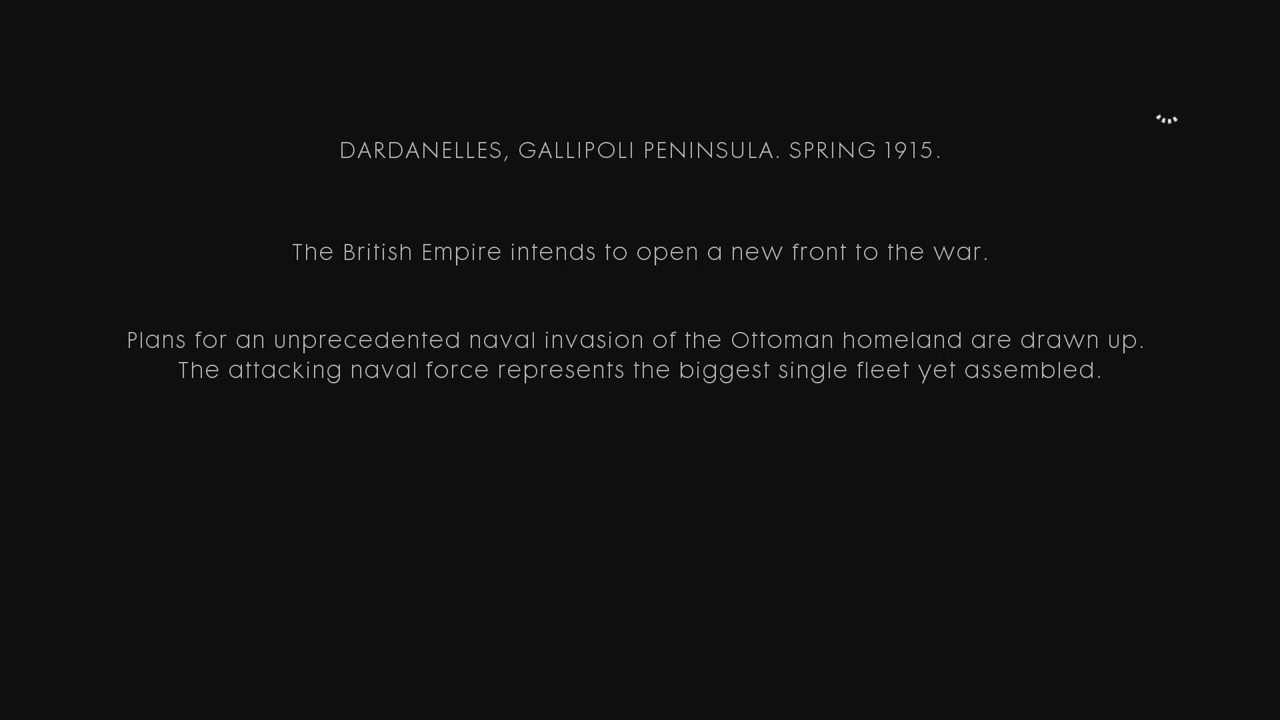 DARDANELLES, GALLIPOLI PENINSULA. SPRING 1915.
The British Empire intends to open a new front to the war.
Plans for an unprecedented naval invasion of the Ottoman homeland are drawn up.
The attacking naval force represents the biggest single fleet yet assembled.